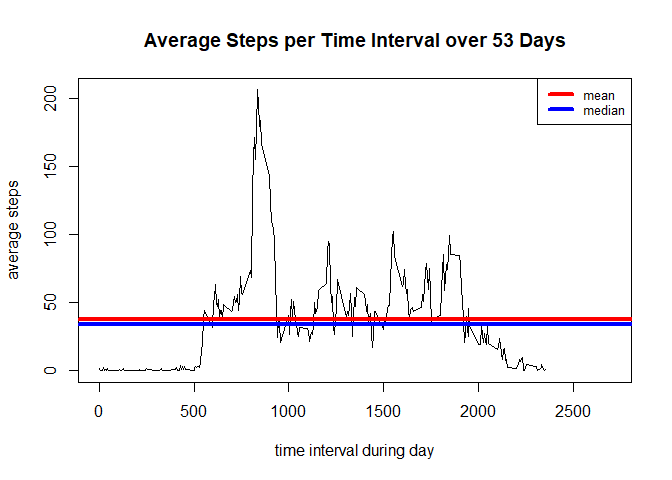 Average Steps per Time Interval over 53 Days
mean
median
average steps
200
150
100
50
0
0 500 1000 1500 2000 2500
time interval during day